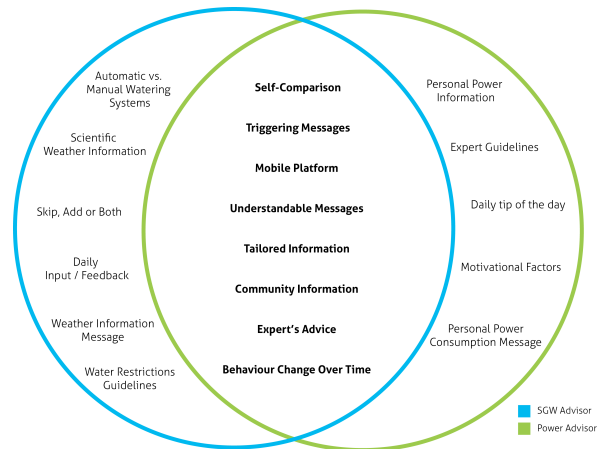 Automatic vs.
Manual Watering
Systems
Scientific
Weather Information
Skip, Add or Both
Daily
Input / Feedback
Weather Information
Message
Water Restrictions
Guidelines
Self-Comparison
Triggering Messages
Mobile Platform
Understandable Messages
Tailored Information
Community Information
Expert's Advice
Behaviour Change Over Time
Personal Power
Information
Expert Guidelines
Daily tip of the day
Motivational Factors
Personal Power
Consumption Message
SGW Advisor
Power Advisor